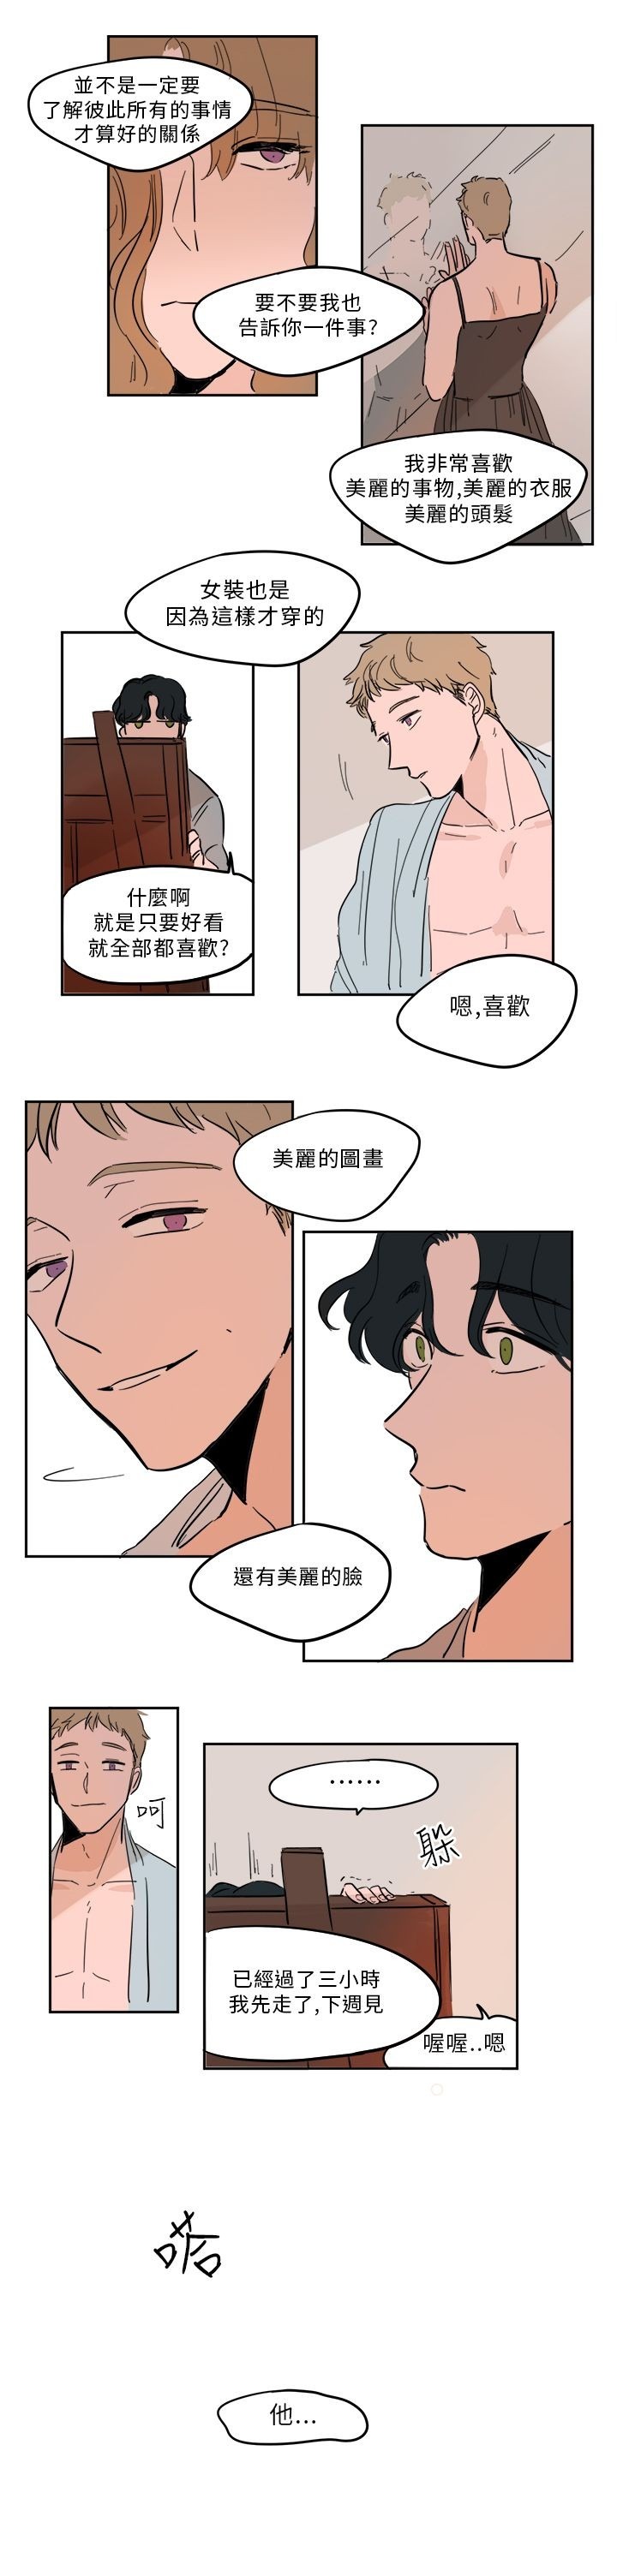 並不是一定要
了解彼此所有的事情
才算好的關係
要不要我也
告訴你一件事?
我非常喜歡
美麗的事物,美麗的衣服
美麗的頭髮
女裝也是
因為這樣才穿的
什麼啊
就是只要好看
就全部都喜歡?
嗯,喜歡
美麗的圖畫
還有美麗的臉
呵
······
躲
已經過了三小時
我先走了,下週見
喔喔..嗯
嗒
他...